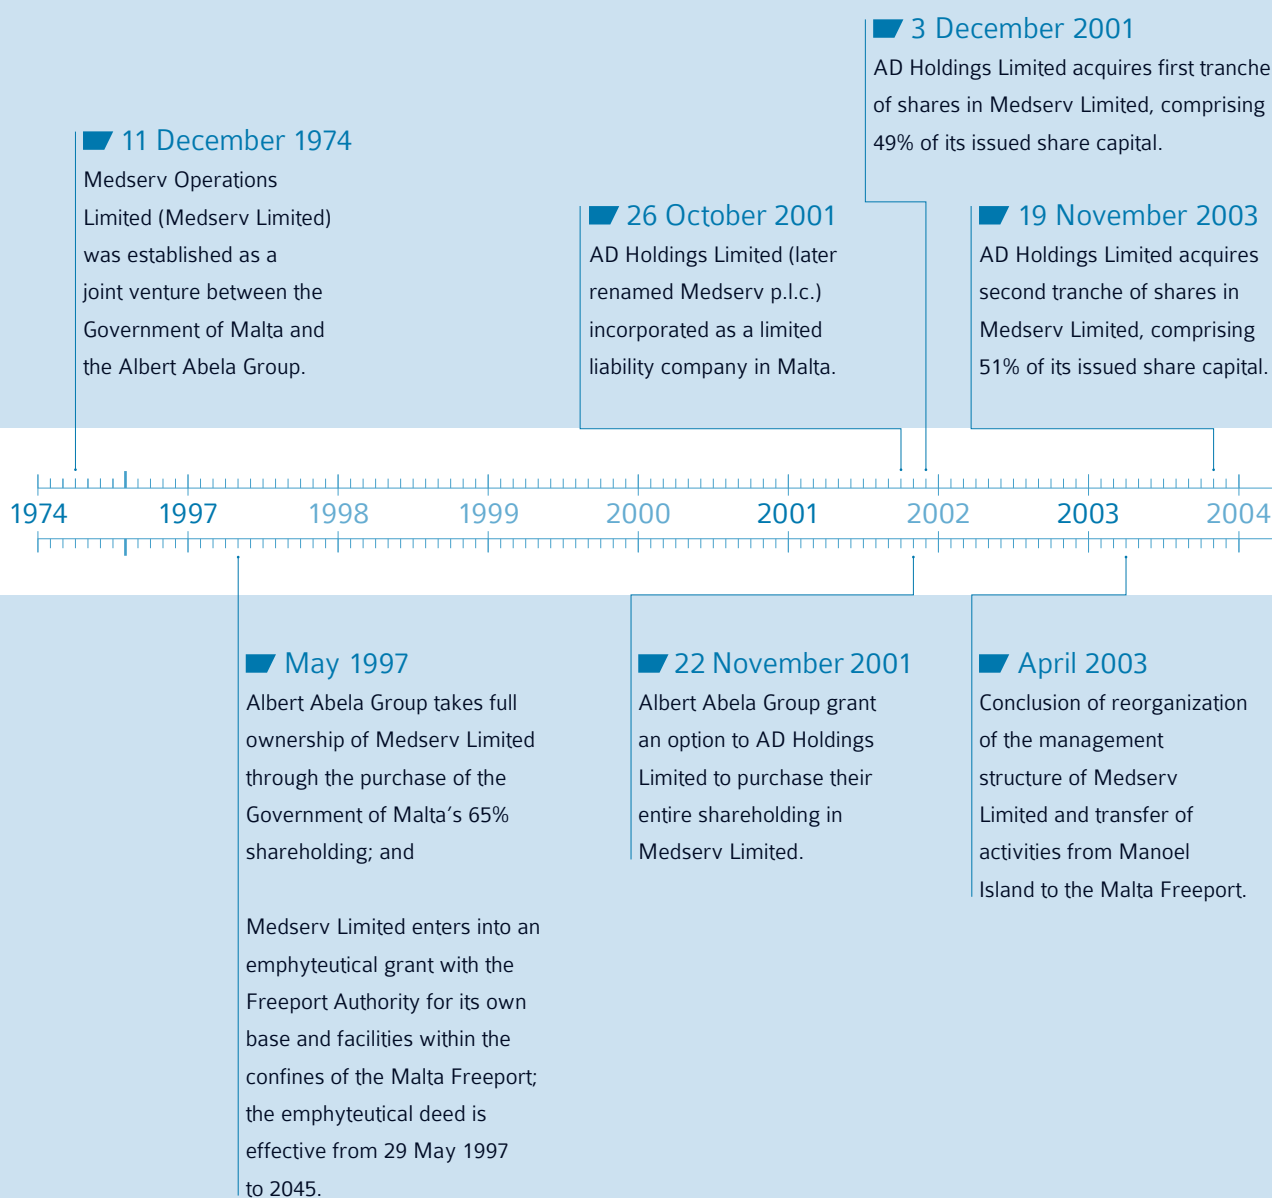 3 December 2001
AD Holdings Limited acquires first tranche
of shares in Medserv Limited, comprising
49% of its issued share capital.
11 December 1974
Medserv Operations
Limited (Medserv Limited)
was established as a
joint venture between the
Government of Malta and
the Albert Abela Group.
26 October 2001
AD Holdings Limited (later
renamed Medserv p.l.c.)
incorporated as a limited
liability company in Malta.
19 November 2003
AD Holdings Limited acquires
second tranche of shares in
Medserv Limited, comprising
51% of its issued share capital.
1974 1997 1998 1999 2000 2001 2002 2003 2004
May 1997
Albert Abela Group takes full
ownership of Medserv Limited
through the purchase of the
Government of Malta's 65%
shareholding; and
Medserv Limited enters into an
emphyteutical grant with the
Freeport Authority for its own
base and facilities within the
confines of the Malta Freeport;
the emphyteutical deed is
effective from 29 May 1997
to 2045.
22 November 2001
Albert Abela Group grant
an option to AD Holdings
Limited to purchase their
entire shareholding in
Medserv Limited.
April 2003
Conclusion of reorganization
of the management
structure of Medserv
Limited and transfer of
activities from Manoel
Island to the Malta Freeport.